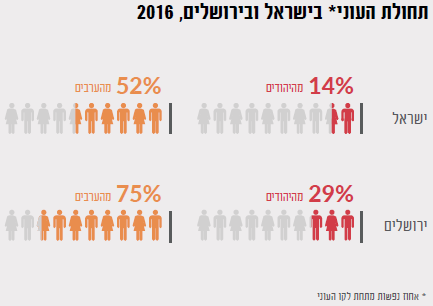 תחולת העוני* בישראל ובירושלים, 2016
14% מהיהודים
52% מהערבים
ישראל
29% מהיהודים
75% מהערבים
ירושלים
* אחוז נפשות מתחת לקו העוני